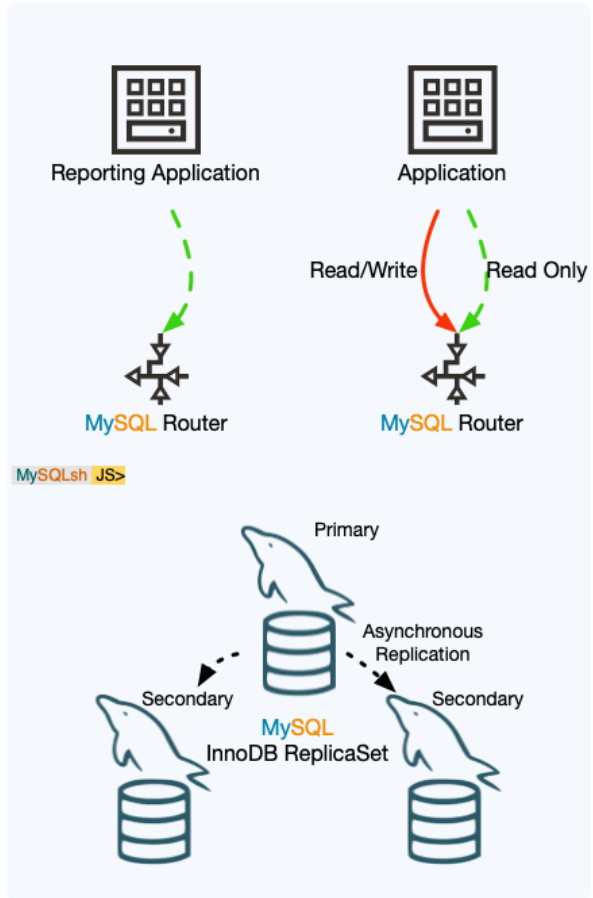 Reporting Application
Application
Read/Write
Read Only
MySQL Router
MySQL Router
MySQLsh JS>
Primary
Asynchronous
Replication
Secondary
Secondary
MySQL
InnoDB ReplicaSet